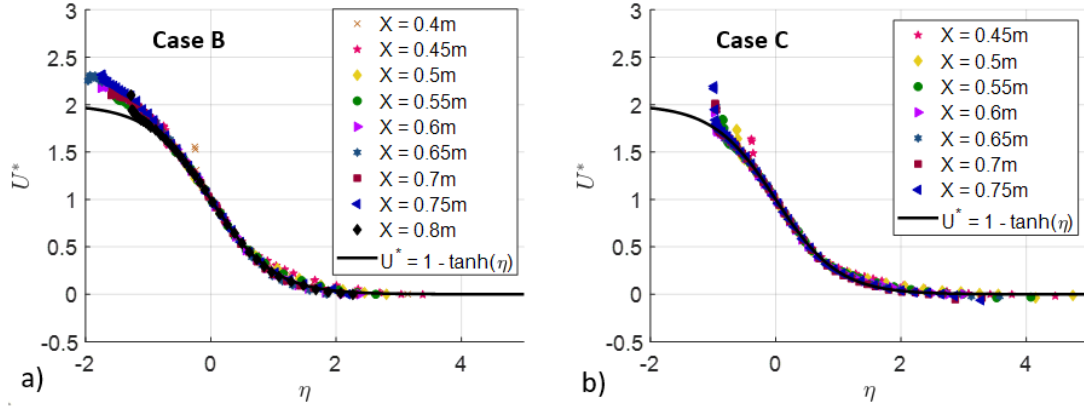 Case B
X = 0.4m
X = 0.45m
X = 0.5m
X = 0.55m
X = 0.6m
X = 0.65m
X = 0.7m
X = 0.75m
X = 0.8m
U* = 1 - tanh(η)
3
2.5
2
1.5
1
0.5
0
-0.5
U*
-2
0
2
4
η
a)
Case C
X = 0.45m
X = 0.5m
X = 0.55m
X = 0.6m
X = 0.65m
X = 0.7m
X = 0.75m
U* = 1 - tanh(η)
3
2.5
2
1.5
1
0.5
0
-0.5
U*
-2
0
2
4
η
b)